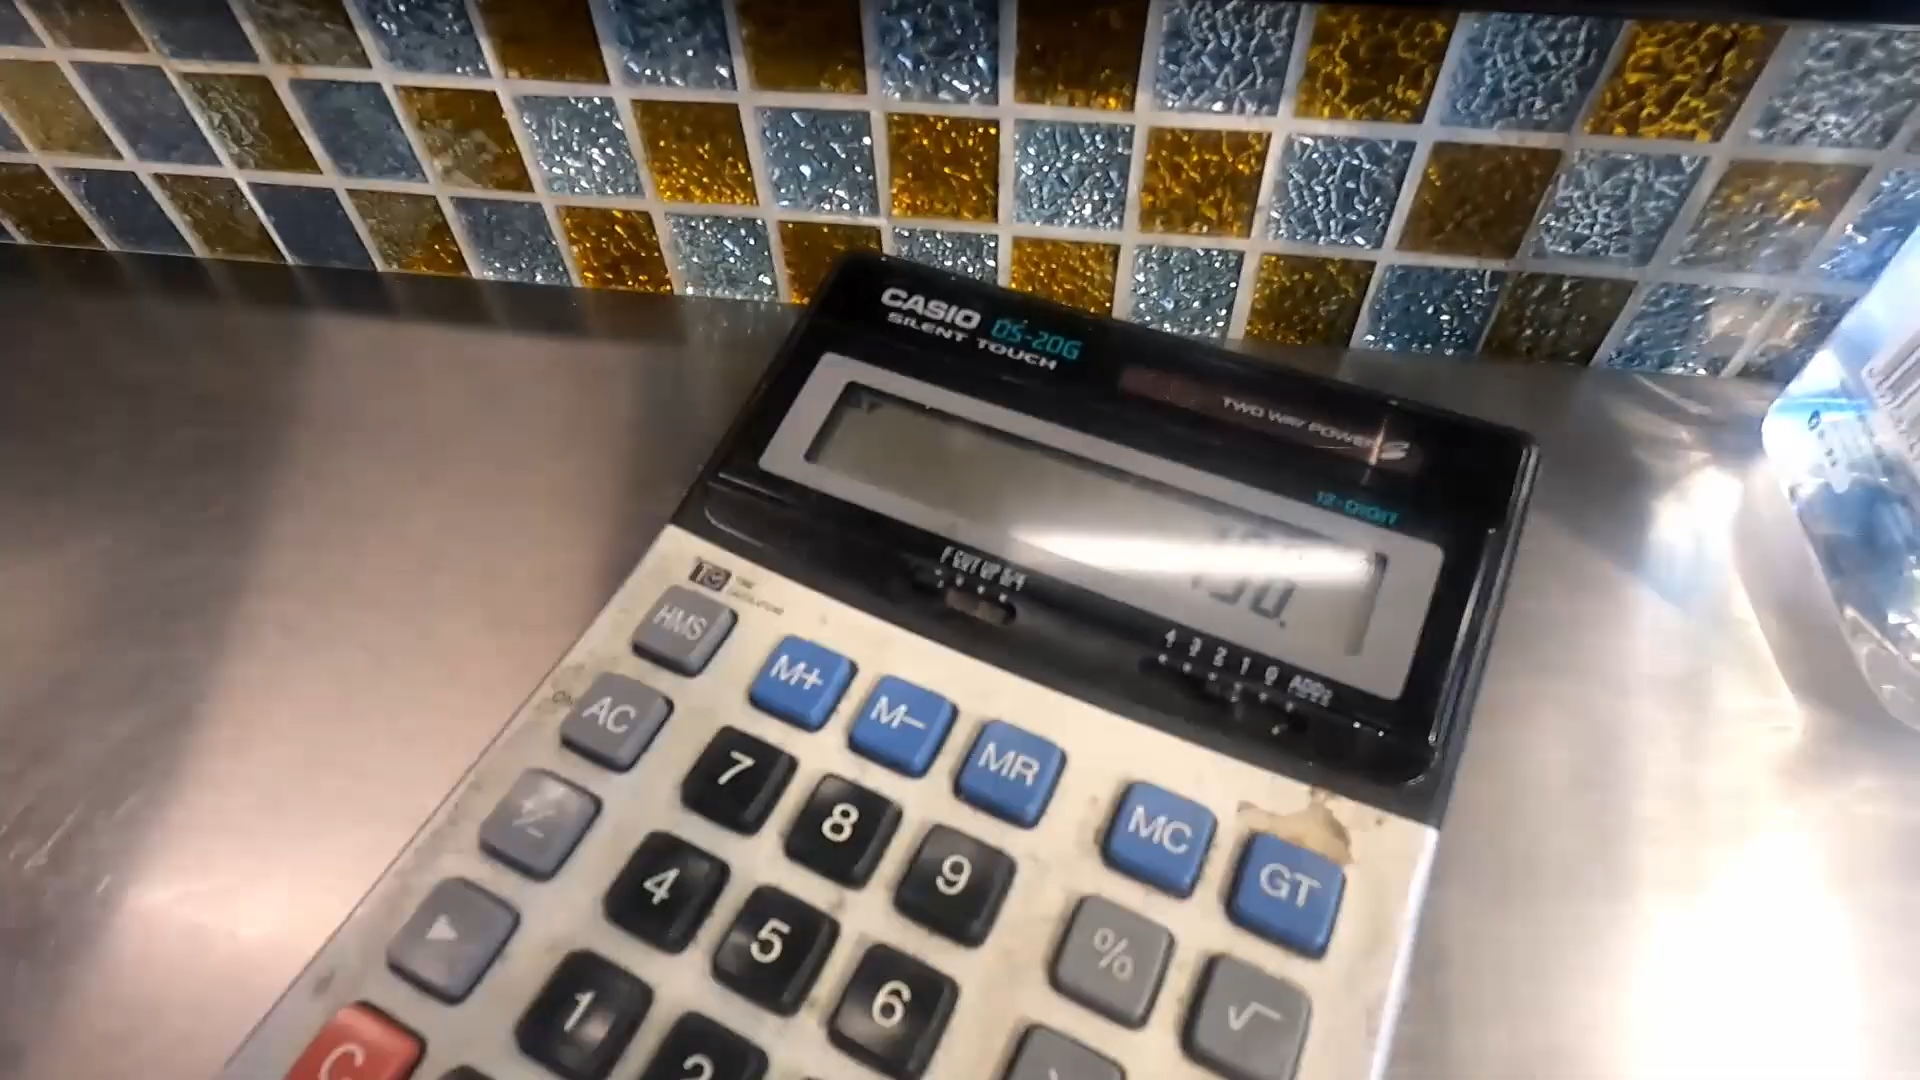 CASIO DS-20G
SILENT TOUCH
TWO WAY POWER
12-DIGIT
F CUT UP 5/4
4 3 2 1 0 ADD2
HMS
M+
M−
MR
MC
GT
AC
7
8
9
%
√
+/−
4
5
6
▶
1
2
C